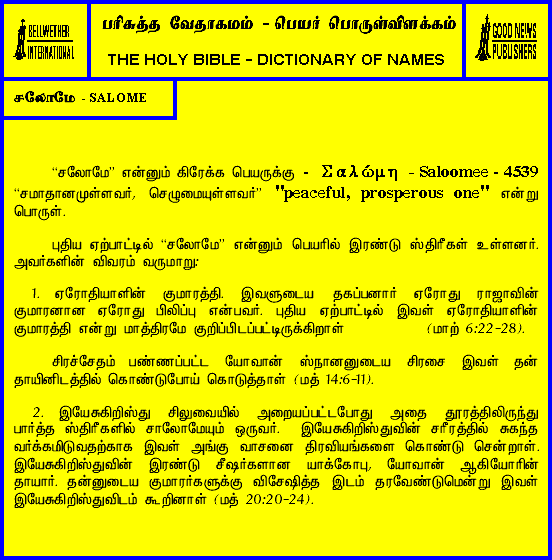 BELLWETHER
INTERNATIONAL
பரிசுத்த வேதாகமம் - பெயர் பொருள்விளக்கம்
THE HOLY BIBLE - DICTIONARY OF NAMES
GOOD NEWS
PUBLISHERS
சலோமே - SALOME
“சலோமே” என்னும் கிரேக்க பெயருக்கு - Σαλώμη - Saloomee - 4539
“சமாதானமுள்ளவர், செழுமையுள்ளவர்” "peaceful, prosperous one" என்று
பொருள்.
புதிய ஏற்பாட்டில் “சலோமே” என்னும் பெயரில் இரண்டு ஸ்திரீகள் உள்ளனர்.
அவர்களின் விவரம் வருமாறு:
1. ஏரோதியாளின் குமாரத்தி. இவளுடைய தகப்பனார் ஏரோது ராஜாவின்
குமாரனான ஏரோது பிலிப்பு என்பவர். புதிய ஏற்பாட்டில் இவள் ஏரோதியாளின்
குமாரத்தி என்று மாத்திரமே குறிப்பிடப்பட்டிருக்கிறாள் (மாற் 6:22-28).
சிரச்சேதம் பண்ணப்பட்ட யோவான் ஸ்நானனுடைய சிரசை இவள் தன்
தாயினிடத்தில் கொண்டுபோய் கொடுத்தாள் (மத் 14:6-11).
2. இயேசுகிறிஸ்து சிலுவையில் அறையப்பட்டபோது அதை தூரத்திலிருந்து
பார்த்த ஸ்திரீகளில் சாலோமேயும் ஒருவர். இயேசுகிறிஸ்துவின் சரீரத்தில் சுகந்த
வர்க்கமிடுவதற்காக இவள் அங்கு வாசனை திரவியங்களை கொண்டு சென்றாள்.
இயேசுகிறிஸ்துவின் இரண்டு சீஷர்களான யாக்கோபு, யோவான் ஆகியோரின்
தாயார். தன்னுடைய குமாரர்களுக்கு விசேஷித்த இடம் தரவேண்டுமென்று இவள்
இயேசுகிறிஸ்துவிடம் கூறினாள் (மத் 20:20-24).